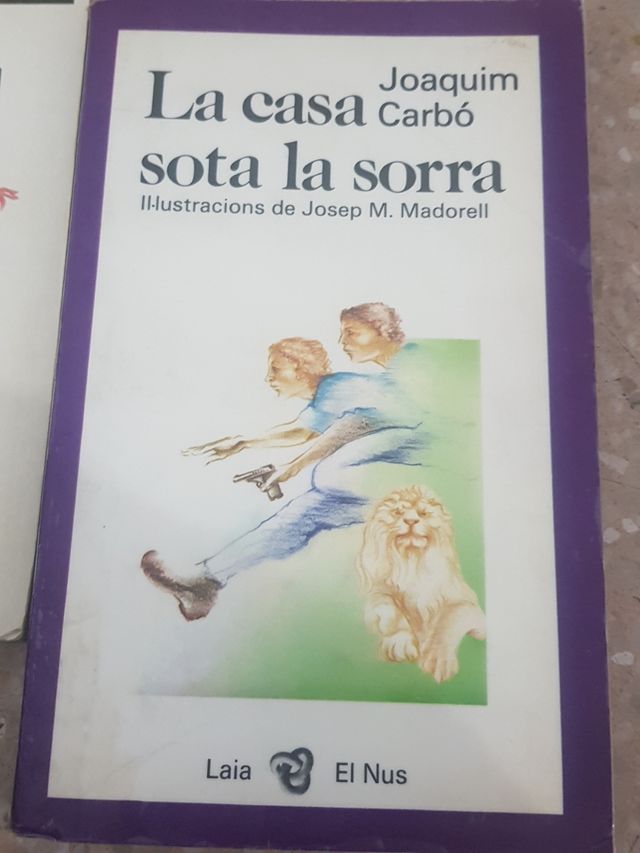 La casa
Joaquim
Carbó
sota la sorra
Il·lustracions de Josep M. Madorell
Laia El Nus